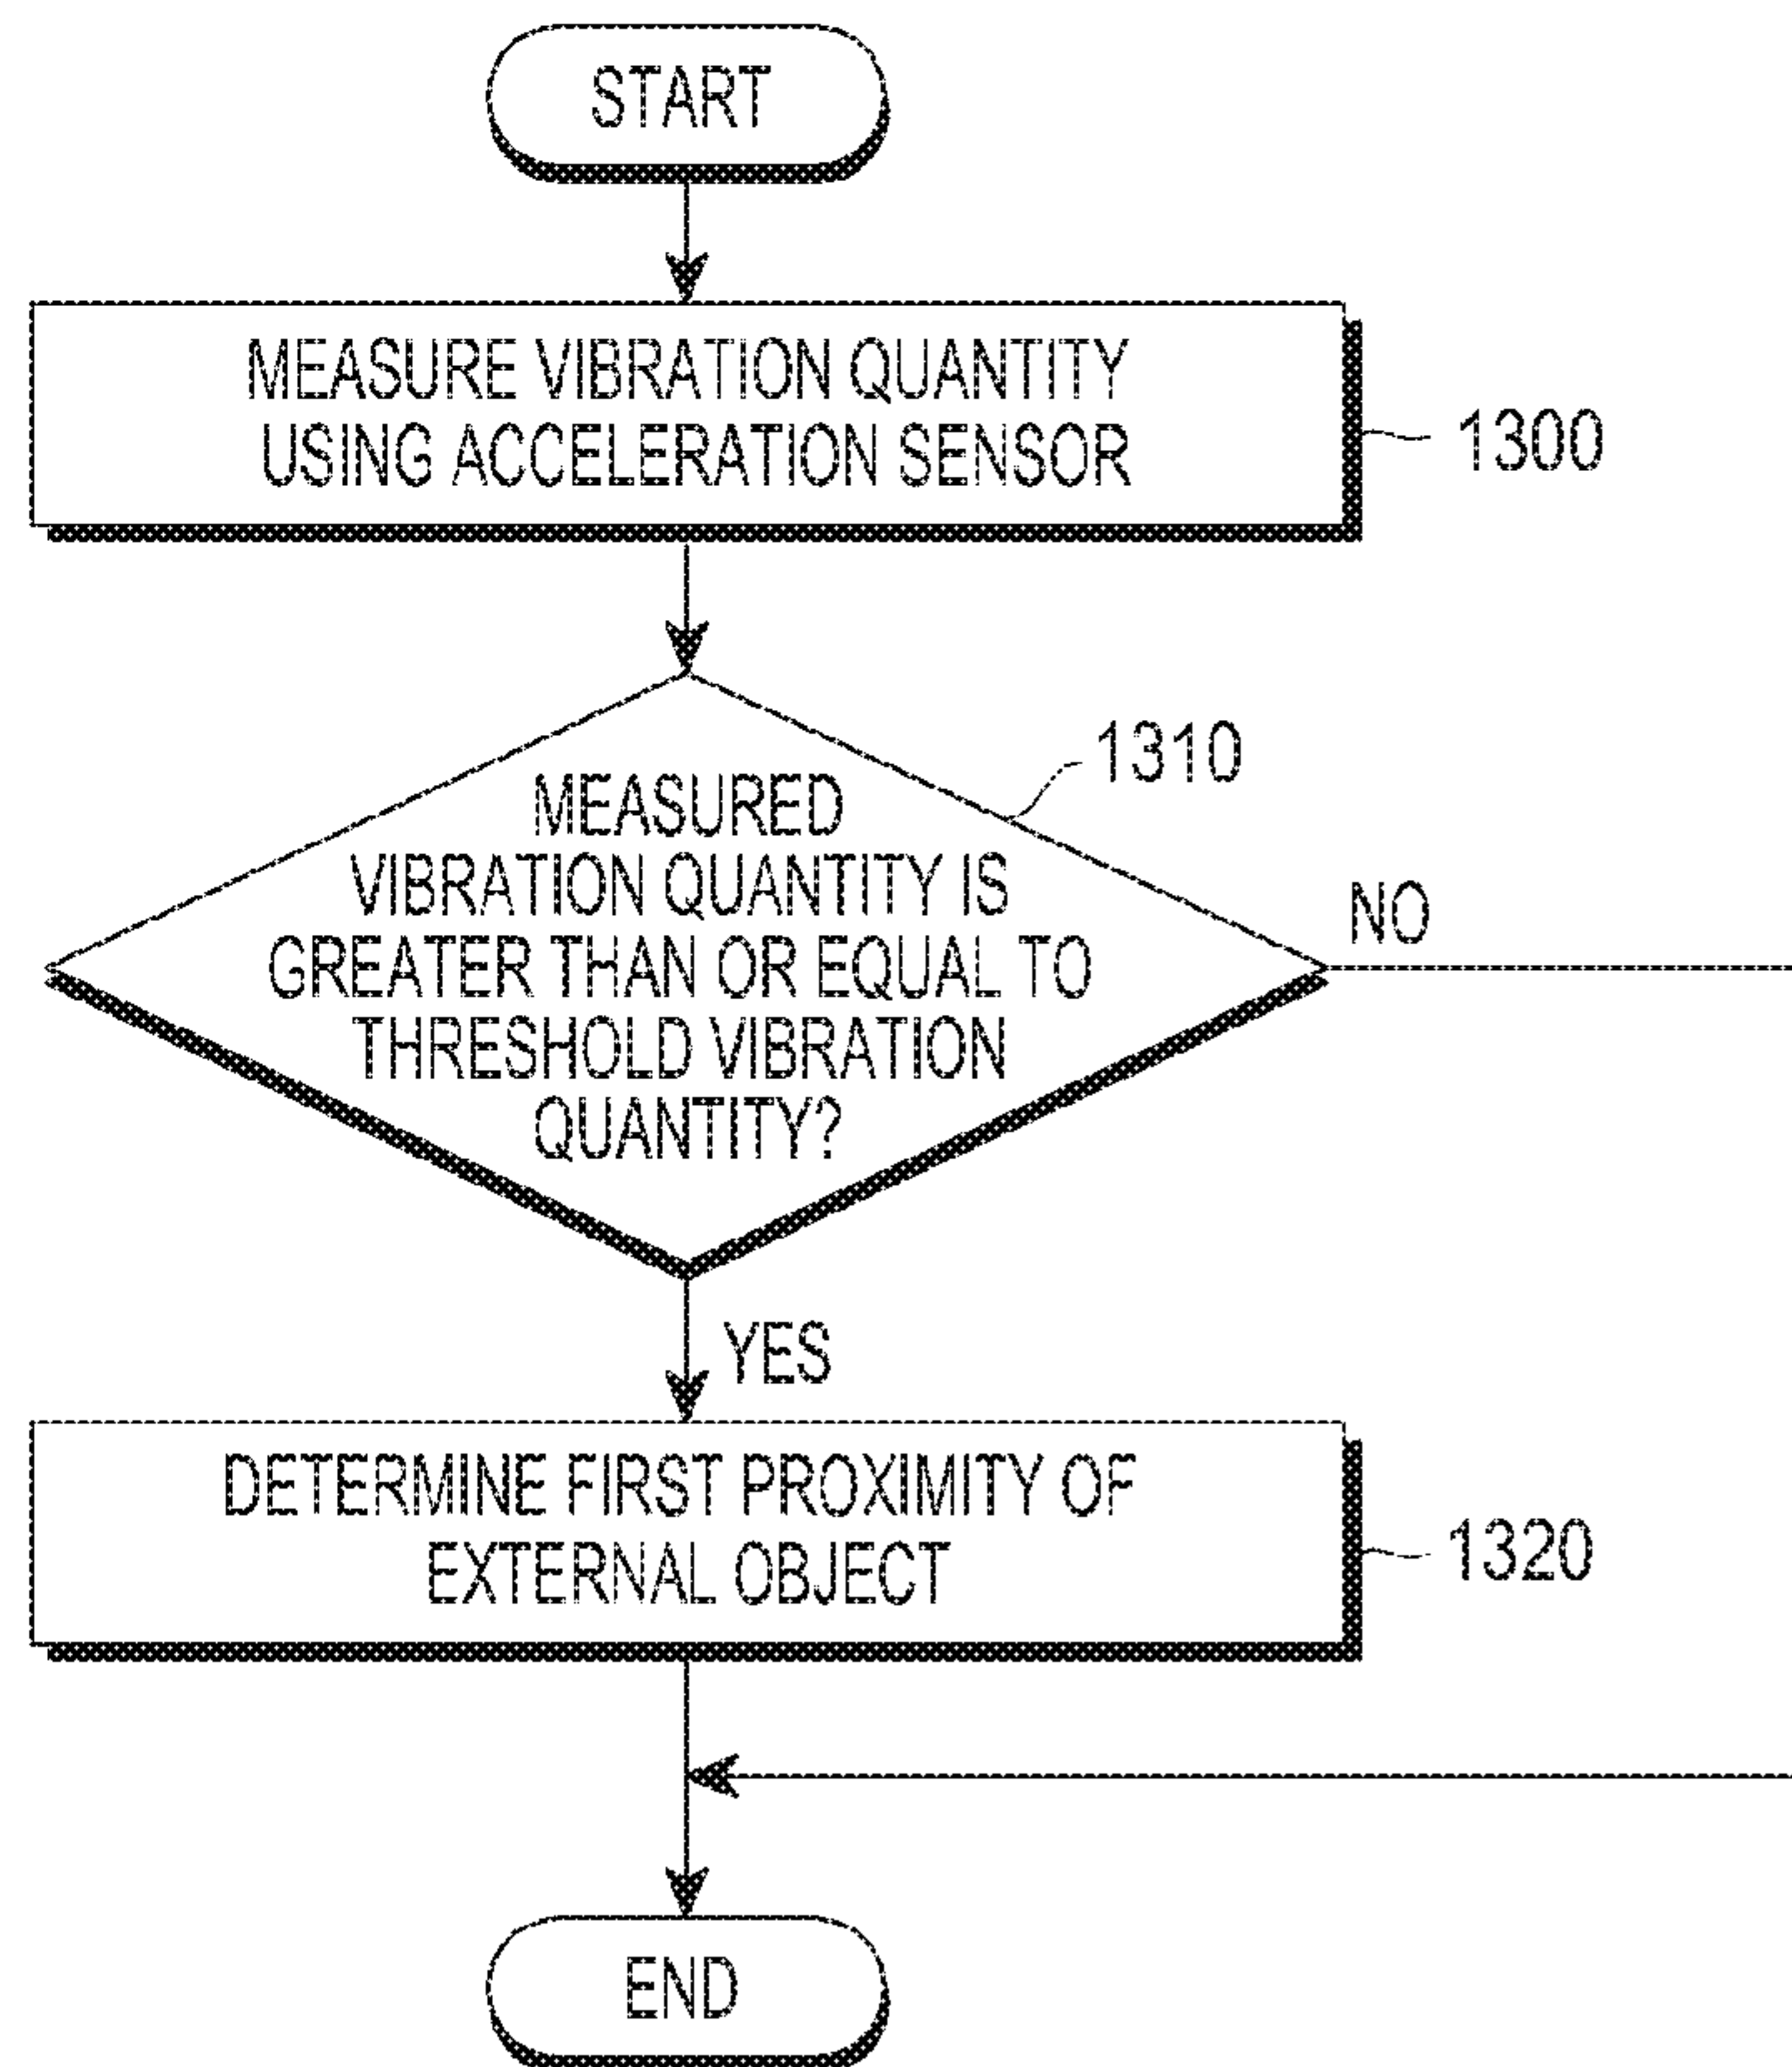 START
MEASURE VIBRATION QUANTITY
USING ACCELERATION SENSOR
1300
1310
MEASURED
VIBRATION QUANTITY IS
GREATER THAN OR EQUAL TO
THRESHOLD VIBRATION
QUANTITY?
NO
YES
DETERMINE FIRST PROXIMITY OF
EXTERNAL OBJECT
1320
END